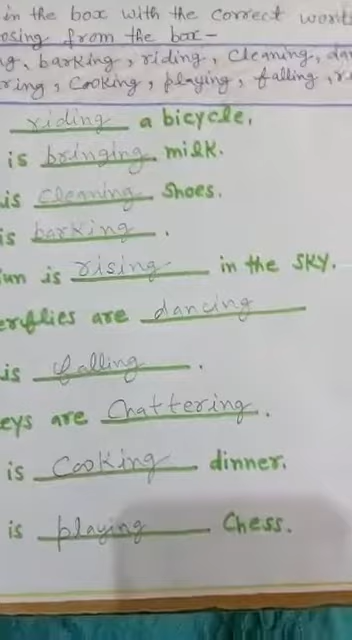 in the box with the correct words
osing from the box-
g, barking, riding, Cleaning, dan
ring, Cooking, playing, falling, r
riding a bicycle.
is bringing milk.
is cleaning Shoes.
is barking.
un is rising in the SKY.
erflies are dancing
is falling.
eys are Chattering.
is Cooking dinner.
is playing Chess.